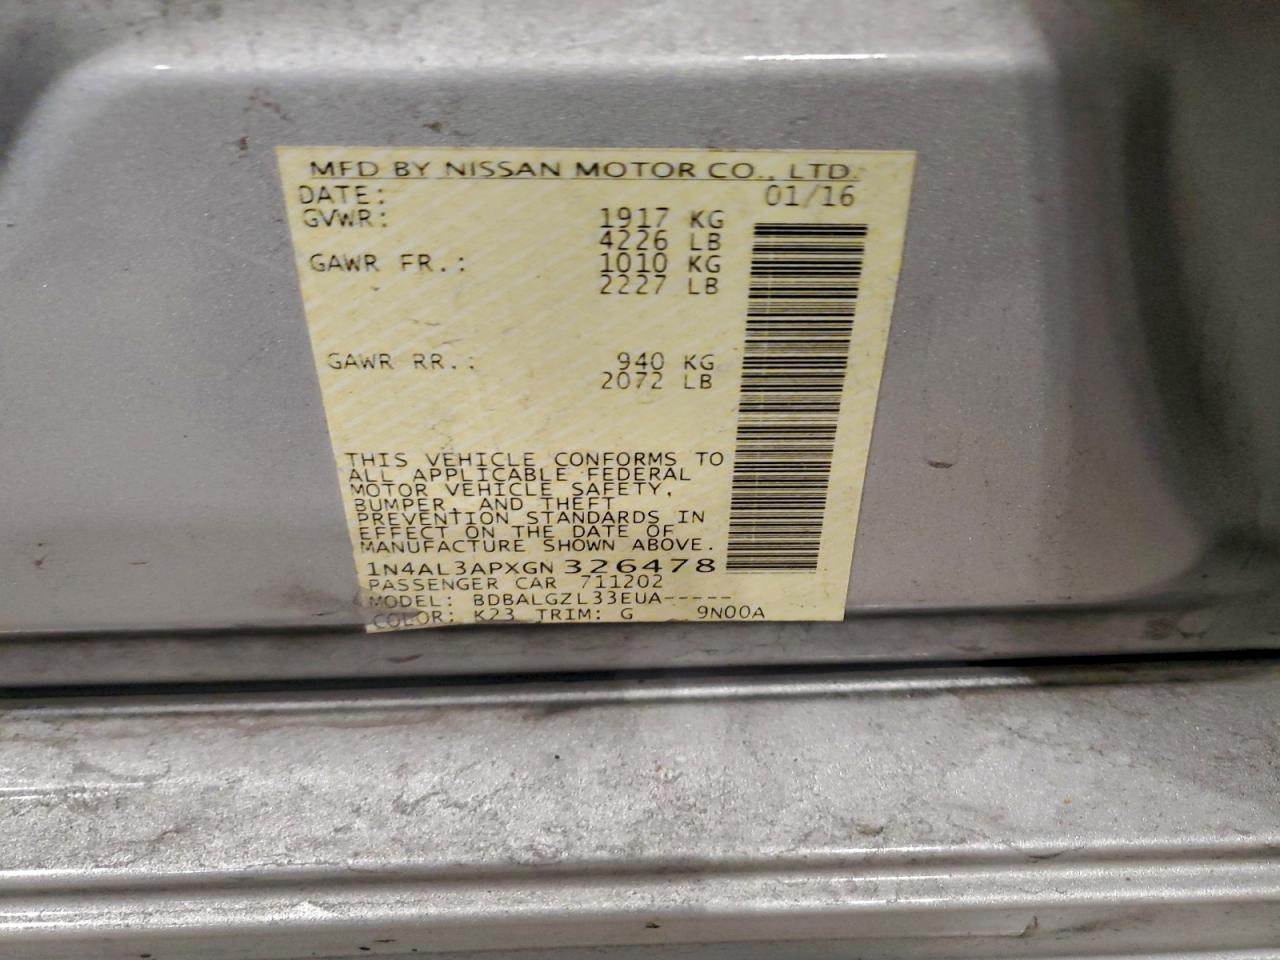 MFD BY NISSAN MOTOR CO., LTD.
DATE: 01/16
GVWR: 1917 KG
4226 LB
GAWR FR.: 1010 KG
2227 LB
GAWR RR.: 940 KG
2072 LB
THIS VEHICLE CONFORMS TO
ALL APPLICABLE FEDERAL
MOTOR VEHICLE SAFETY,
BUMPER, AND THEFT
PREVENTION STANDARDS IN
EFFECT ON THE DATE OF
MANUFACTURE SHOWN ABOVE.
1N4AL3APXGN326478
PASSENGER CAR 711202
MODEL: BDBALGZL33EUA-----
COLOR: K23 TRIM: G 9N00A